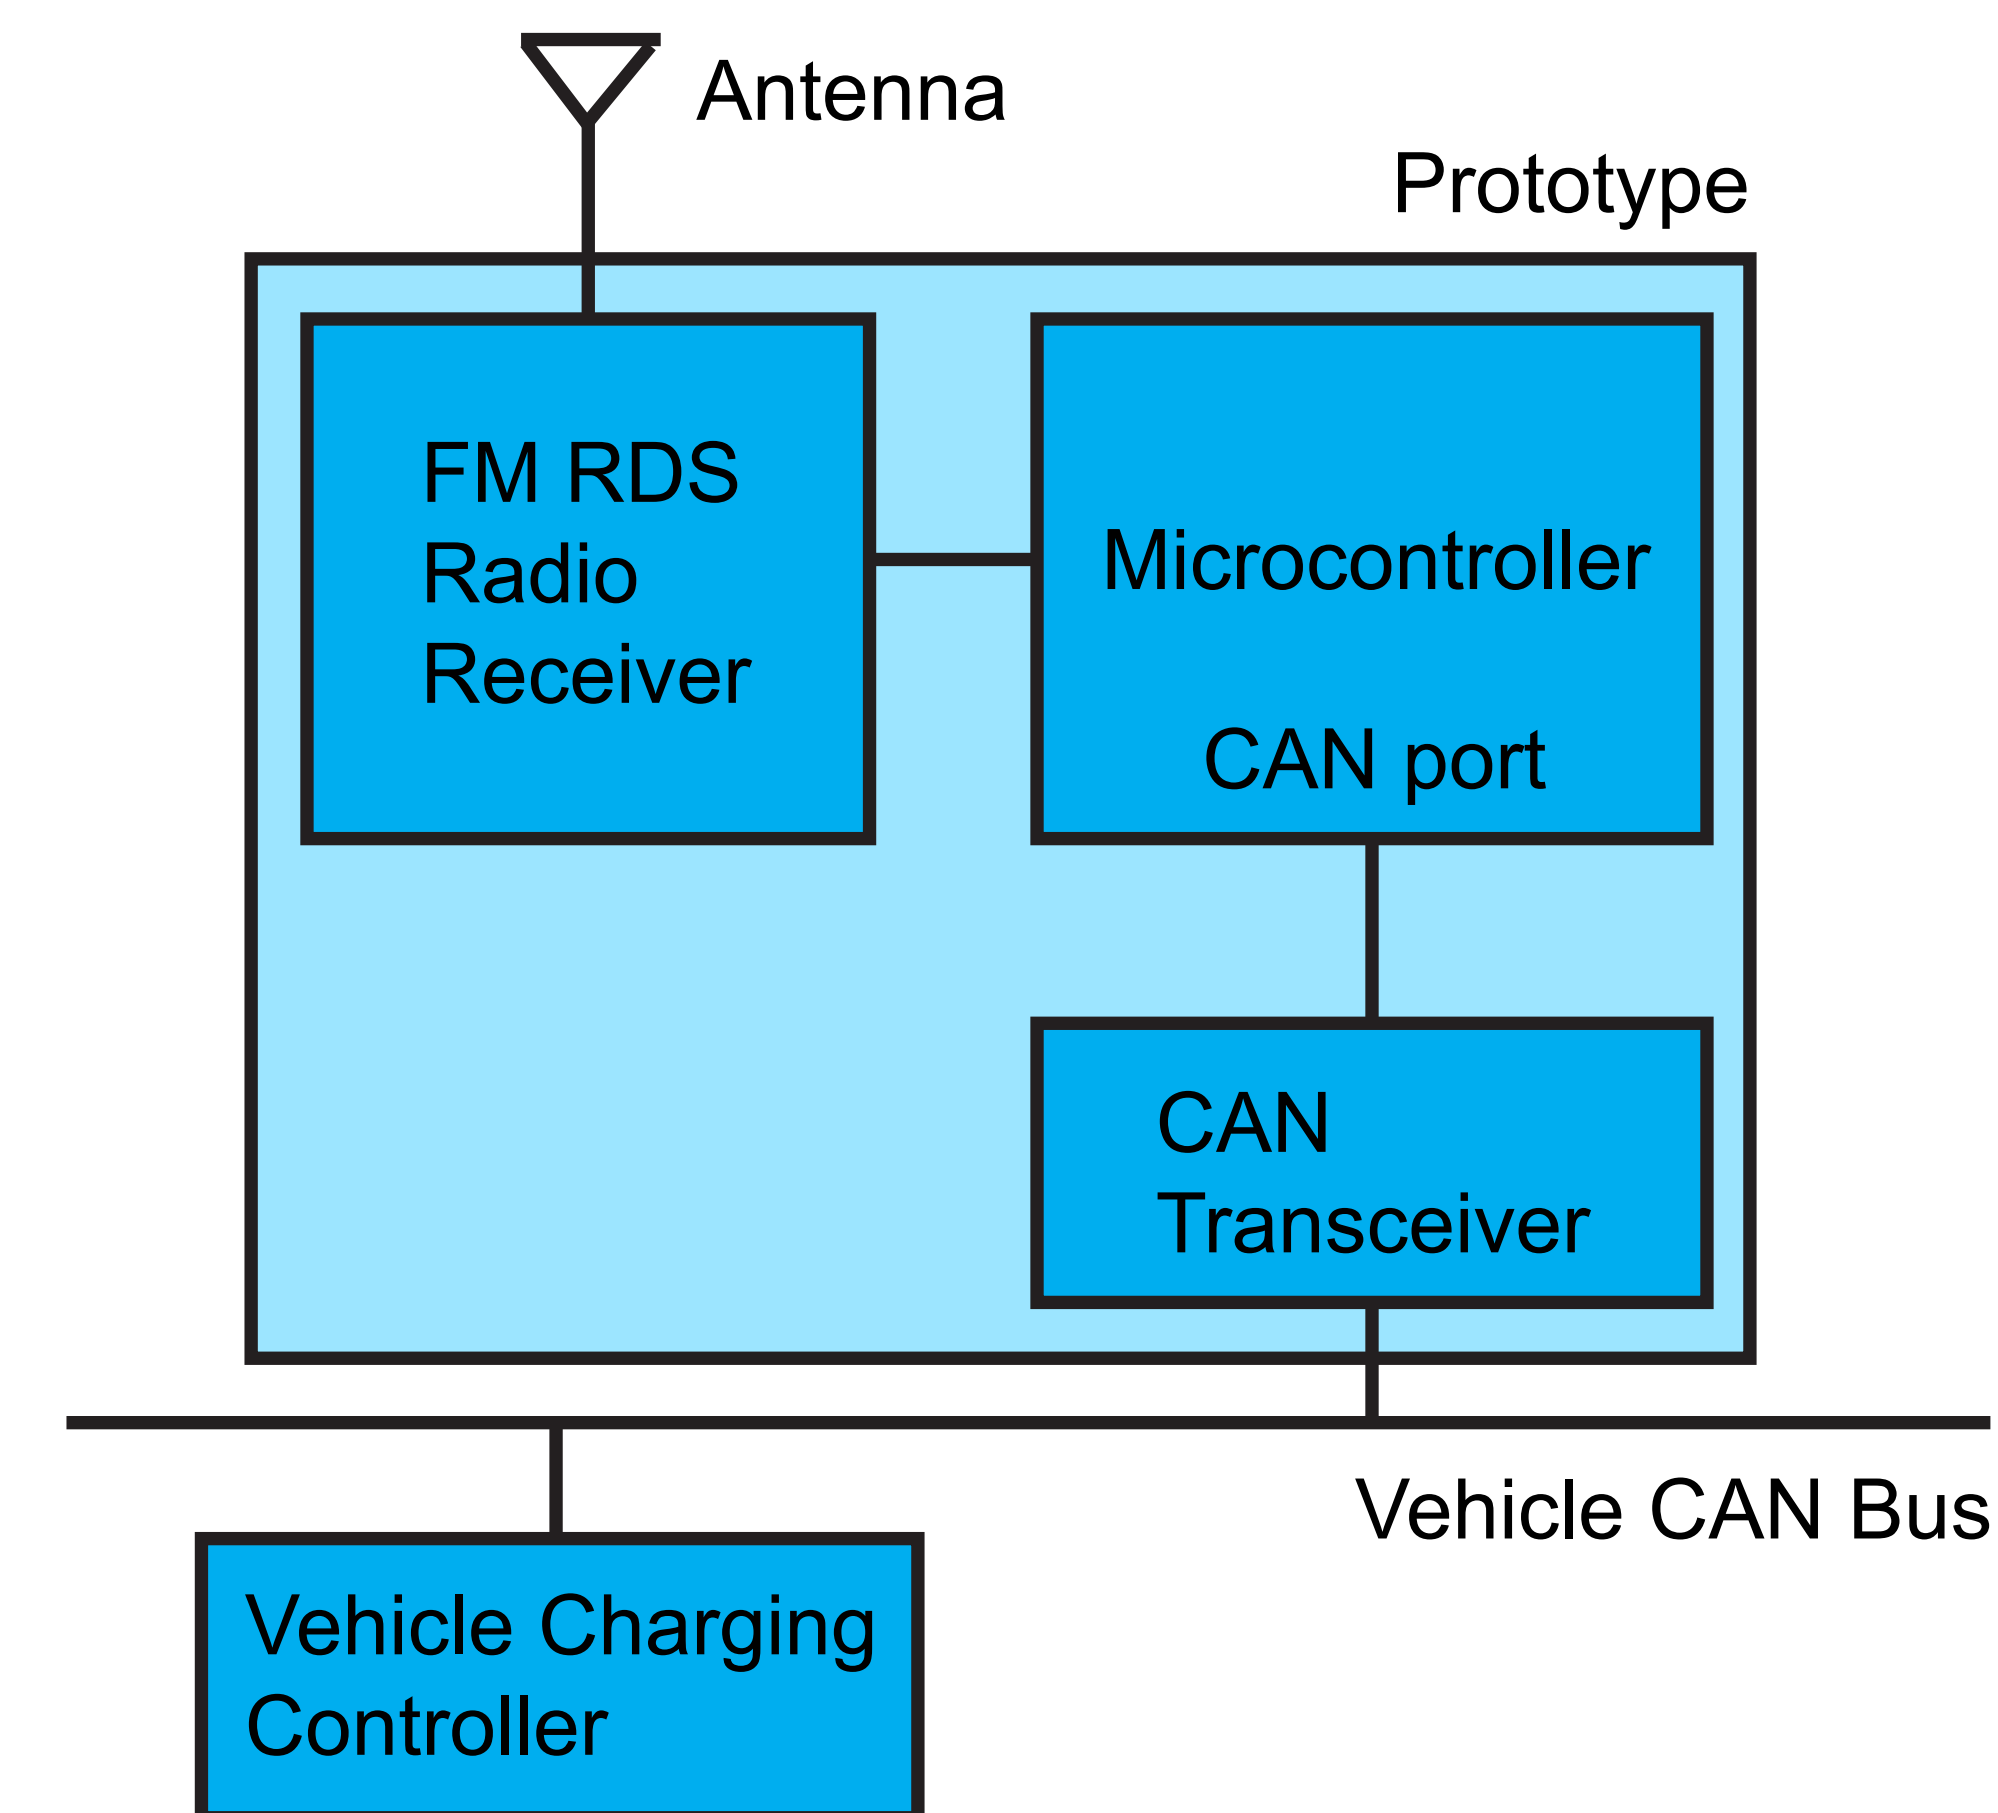 Antenna
Prototype
FM RDS
Radio
Receiver
Microcontroller
CAN port
CAN
Transceiver
Vehicle CAN Bus
Vehicle Charging
Controller